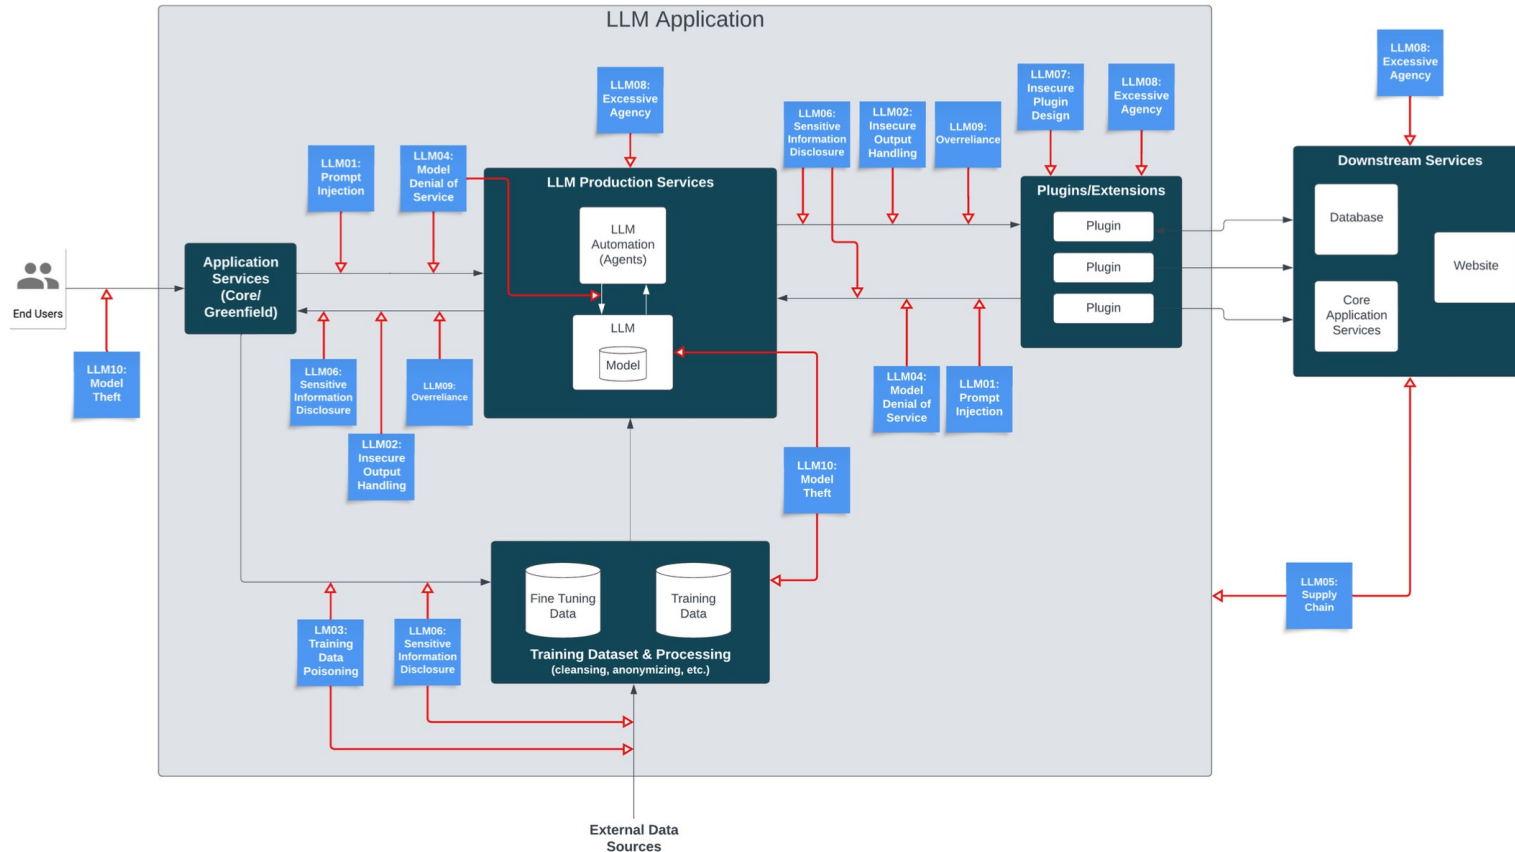 LLM Application
LLM08:
Excessive
Agency
LLM08:
Excessive
Agency
LLM07:
Insecure
Plugin
Design
LLM08:
Excessive
Agency
LLM06:
Sensitive
Information
Disclosure
LLM02:
Insecure
Output
Handling
LLM09:
Overreliance
LLM01:
Prompt
Injection
LLM04:
Model
Denial of
Service
LLM Production Services
LLM
Automation
(Agents)
LLM
Model
Plugins/Extensions
Plugin
Plugin
Plugin
Downstream Services
Database
Website
Core
Application
Services
Application
Services
(Core/
Greenfield)
End Users
LLM10:
Model
Theft
LLM06:
Sensitive
Information
Disclosure
LLM09:
Overreliance
LLM02:
Insecure
Output
Handling
LLM04:
Model
Denial of
Service
LLM01:
Prompt
Injection
LLM10:
Model
Theft
Fine Tuning
Data
Training
Data
Training Dataset & Processing
(cleansing, anonymizing, etc.)
LM03:
Training
Data
Poisoning
LLM06:
Sensitive
Information
Disclosure
LLM05:
Supply
Chain
External Data
Sources